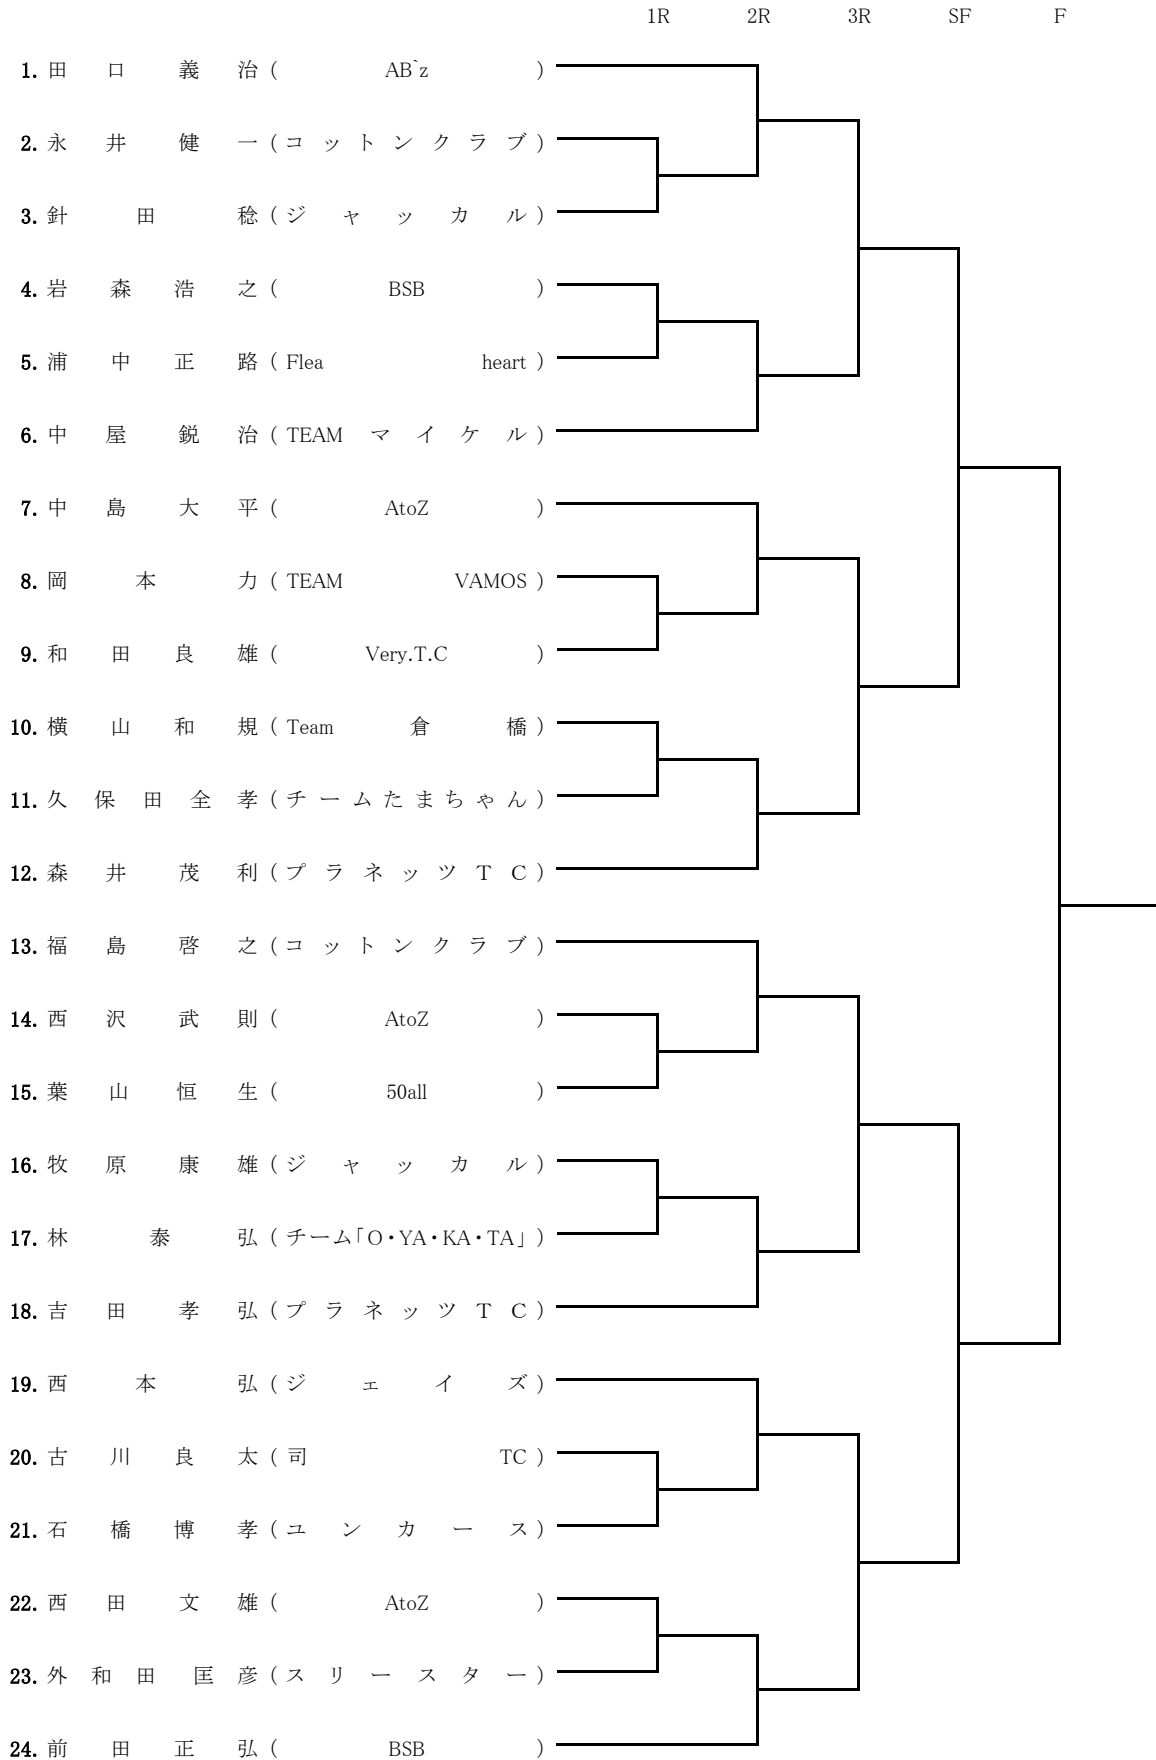 1R 2R 3R SF F
1. 田口 義治 ( AB`z )
2. 永井 健一 ( コットンクラブ )
3. 針田 稔 ( ジャッカル )
4. 岩森浩之 ( BSB )
5. 浦中正路 ( Flea heart )
6. 中屋 鋭治 ( TEAM マイケル )
7. 中島 大平 ( AtoZ )
8. 岡本 力 ( TEAM VAMOS )
9. 和田良雄 ( Very.T.C )
10. 横山和規 ( Team 倉橋 )
11. 久保田全孝 ( チームたまちゃん )
12. 森井 茂利 ( プラネッツTC )
13. 福島 啓之 ( コットンクラブ )
14. 西沢 武則 ( AtoZ )
15. 葉山 恒生 ( 50all )
16. 牧原 康雄 ( ジャッカル )
17. 林 泰弘 ( チーム「O・YA・KA・TA」 )
18. 吉田 孝弘 ( プラネッツTC )
19. 西本 弘 ( ジェイズ )
20. 古川良太 ( 司 TC )
21. 石橋博孝 ( ユンカース )
22. 西田 文雄 ( AtoZ )
23. 外和田 匡彦 ( スリースター )
24. 前田正弘 ( BSB )